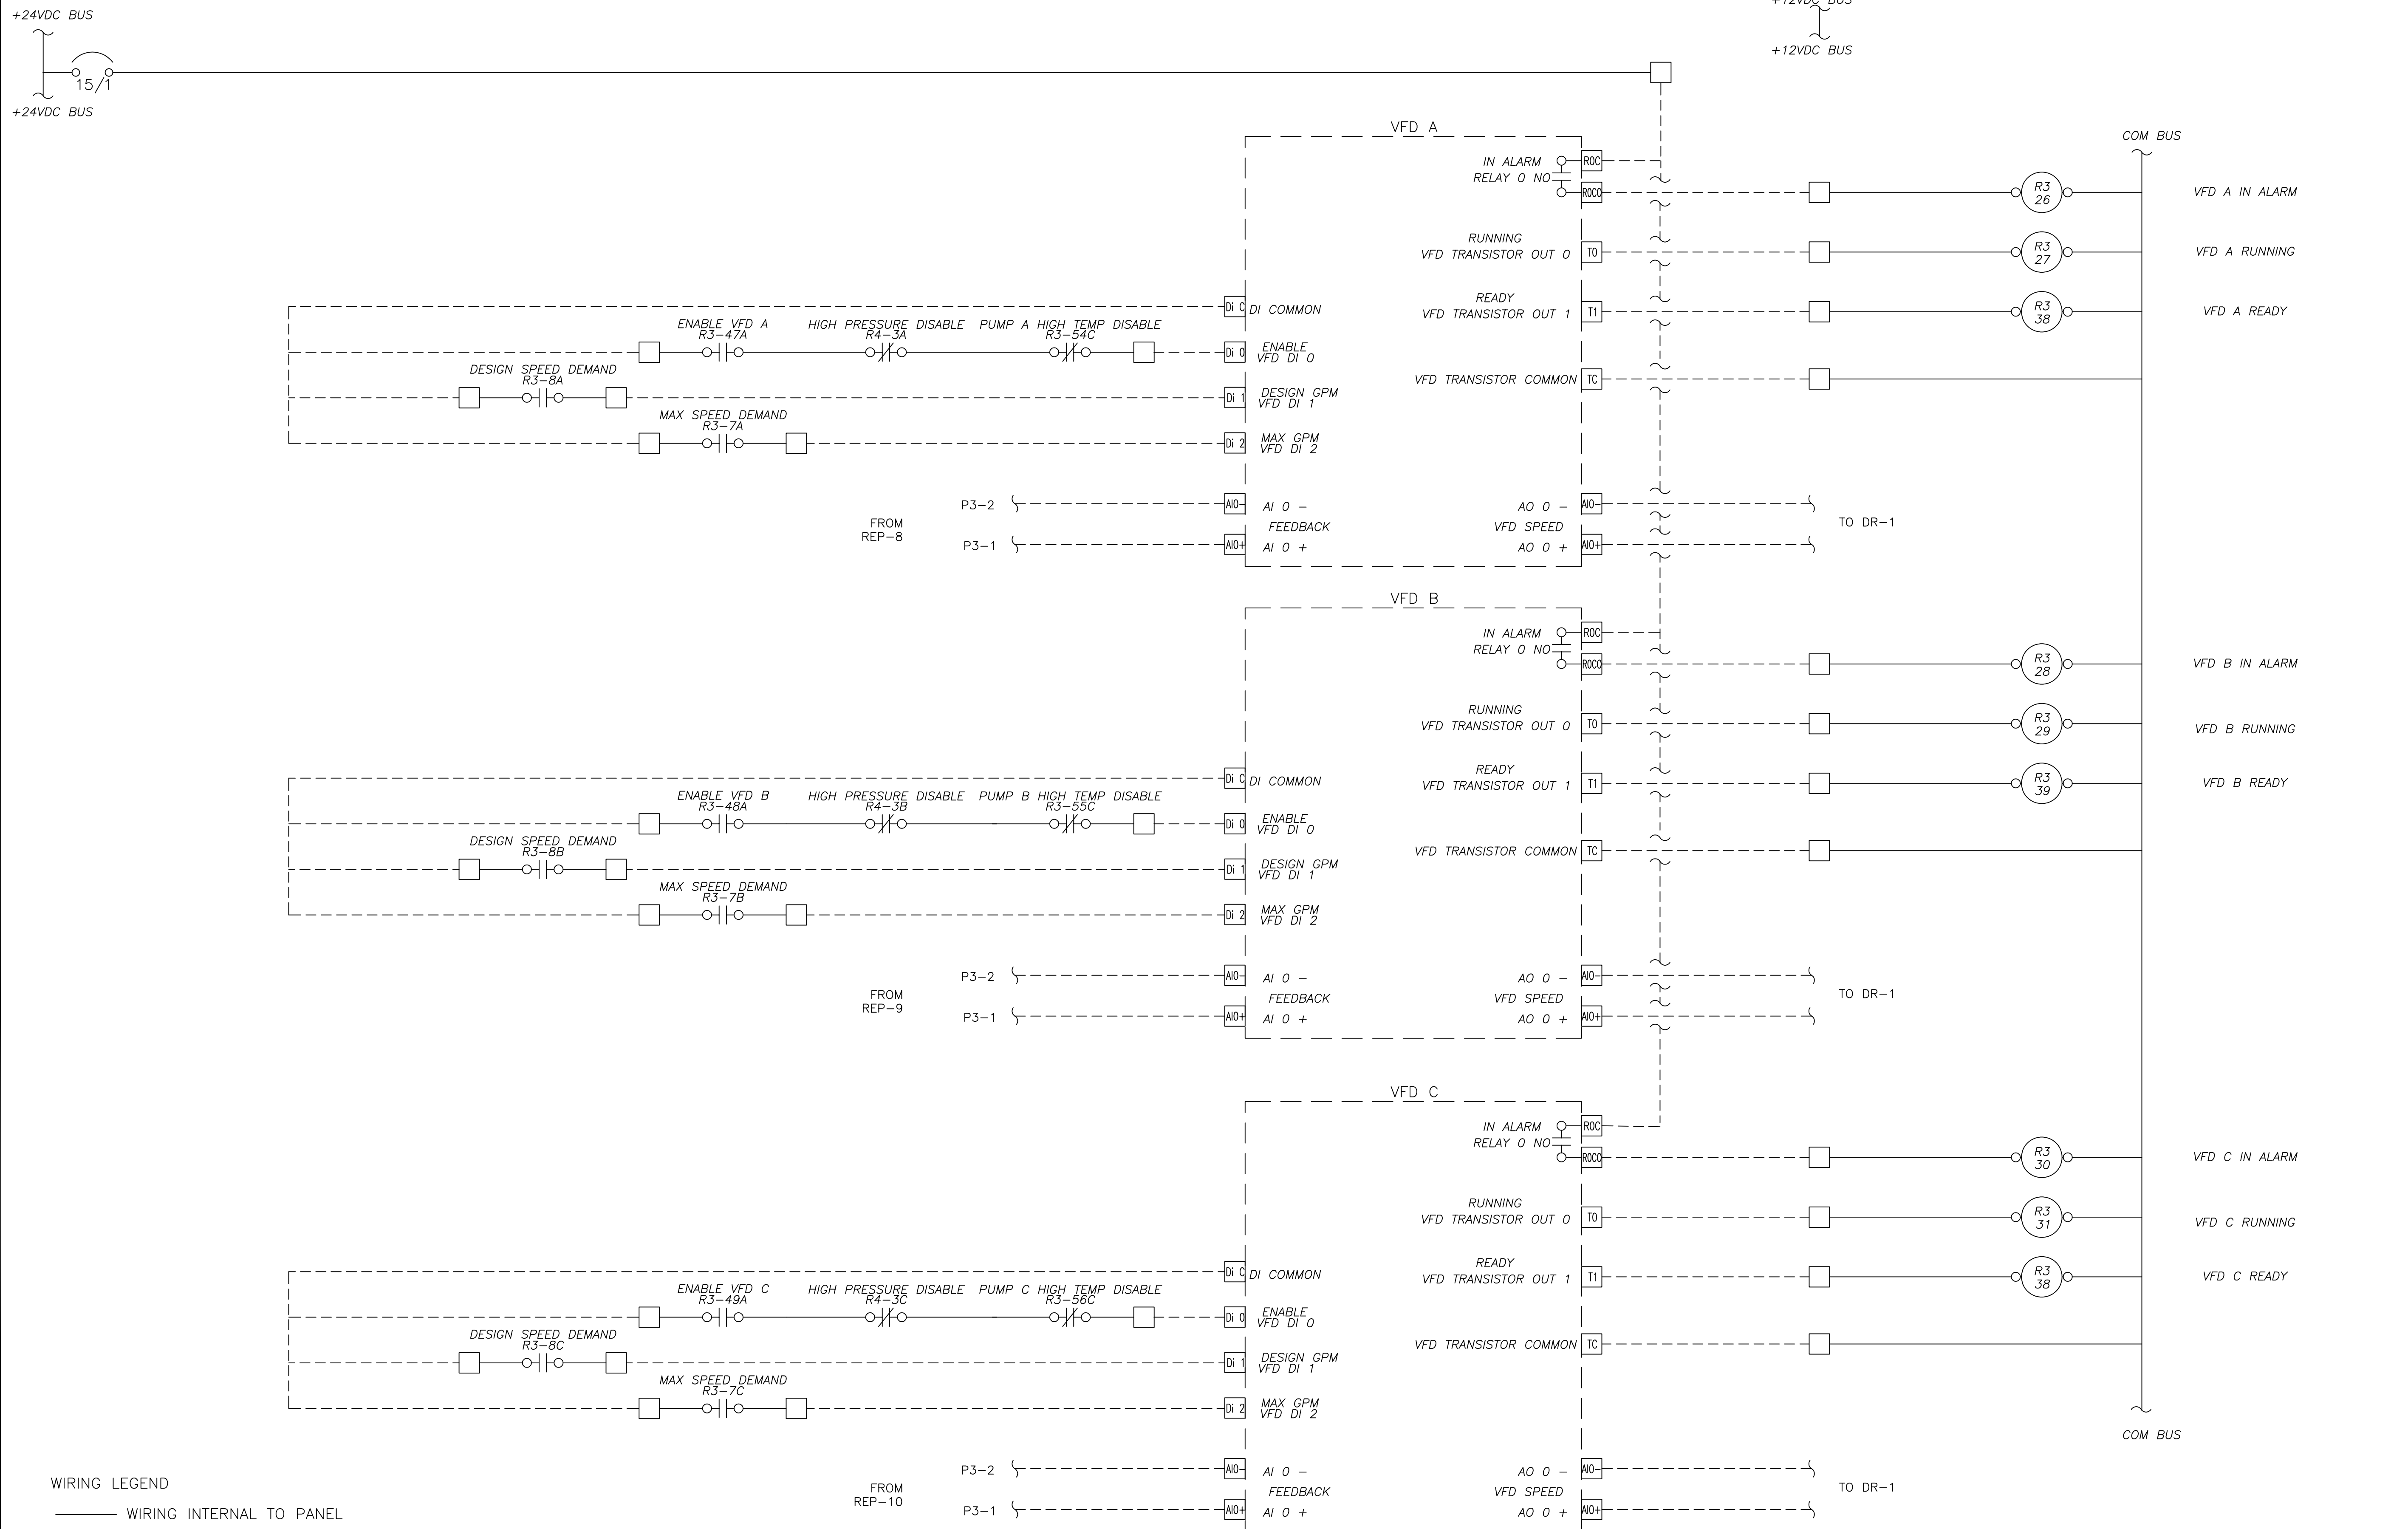 +24VDC BUS
15/1
+24VDC BUS
+12VDC BUS
+12VDC BUS
COM BUS
VFD A
IN ALARM
RELAY 0 NO
ROC
ROCO
R3
26
VFD A IN ALARM
RUNNING
VFD TRANSISTOR OUT 0
T0
R3
27
VFD A RUNNING
READY
VFD TRANSISTOR OUT 1
T1
R3
38
VFD A READY
VFD TRANSISTOR COMMON
TC
Di C
DI COMMON
ENABLE VFD A
R3-47A
HIGH PRESSURE DISABLE
R4-3A
PUMP A HIGH TEMP DISABLE
R3-54C
Di 0
ENABLE
VFD DI 0
DESIGN SPEED DEMAND
R3-8A
Di 1
DESIGN GPM
VFD DI 1
MAX SPEED DEMAND
R3-7A
Di 2
MAX GPM
VFD DI 2
P3-2
FROM
REP-8
P3-1
AI0-
AI 0 -
FEEDBACK
AI0+
AI 0 +
AO 0 -
AI0-
VFD SPEED
AO 0 +
AI0+
TO DR-1
VFD B
IN ALARM
RELAY 0 NO
ROC
ROCO
R3
28
VFD B IN ALARM
RUNNING
VFD TRANSISTOR OUT 0
T0
R3
29
VFD B RUNNING
READY
VFD TRANSISTOR OUT 1
T1
R3
39
VFD B READY
VFD TRANSISTOR COMMON
TC
Di C
DI COMMON
ENABLE VFD B
R3-48A
HIGH PRESSURE DISABLE
R4-3B
PUMP B HIGH TEMP DISABLE
R3-55C
Di 0
ENABLE
VFD DI 0
DESIGN SPEED DEMAND
R3-8B
Di 1
DESIGN GPM
VFD DI 1
MAX SPEED DEMAND
R3-7B
Di 2
MAX GPM
VFD DI 2
P3-2
FROM
REP-9
P3-1
AI0-
AI 0 -
FEEDBACK
AI0+
AI 0 +
AO 0 -
AI0-
VFD SPEED
AO 0 +
AI0+
TO DR-1
VFD C
IN ALARM
RELAY 0 NO
ROC
ROCO
R3
30
VFD C IN ALARM
RUNNING
VFD TRANSISTOR OUT 0
T0
R3
31
VFD C RUNNING
READY
VFD TRANSISTOR OUT 1
T1
R3
38
VFD C READY
VFD TRANSISTOR COMMON
TC
Di C
DI COMMON
ENABLE VFD C
R3-49A
HIGH PRESSURE DISABLE
R4-3C
PUMP C HIGH TEMP DISABLE
R3-56C
Di 0
ENABLE
VFD DI 0
DESIGN SPEED DEMAND
R3-8C
Di 1
DESIGN GPM
VFD DI 1
MAX SPEED DEMAND
R3-7C
Di 2
MAX GPM
VFD DI 2
COM BUS
P3-2
FROM
REP-10
P3-1
AI0-
AI 0 -
FEEDBACK
AI0+
AI 0 +
AO 0 -
AI0-
VFD SPEED
AO 0 +
AI0+
TO DR-1
WIRING LEGEND
WIRING INTERNAL TO PANEL